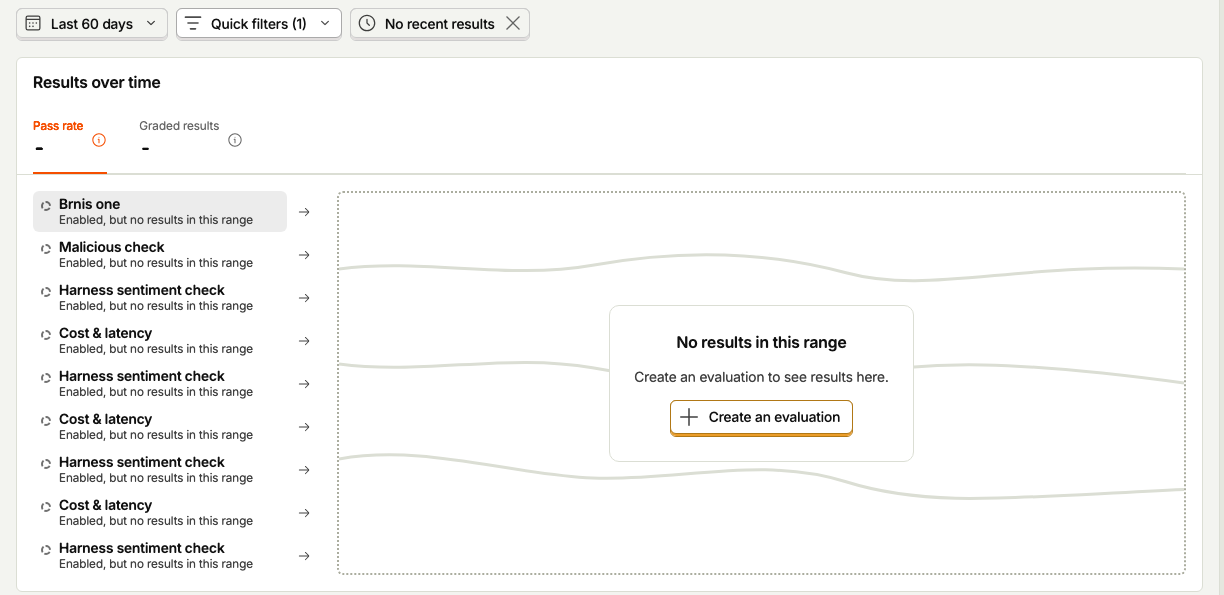 Last 60 days
Quick filters (1)
No recent results
Results over time
Pass rate
-
Graded results
-
Brnis one
Enabled, but no results in this range
Malicious check
Enabled, but no results in this range
Harness sentiment check
Enabled, but no results in this range
Cost & latency
Enabled, but no results in this range
Harness sentiment check
Enabled, but no results in this range
Cost & latency
Enabled, but no results in this range
Harness sentiment check
Enabled, but no results in this range
Cost & latency
Enabled, but no results in this range
Harness sentiment check
Enabled, but no results in this range
No results in this range
Create an evaluation to see results here.
Create an evaluation